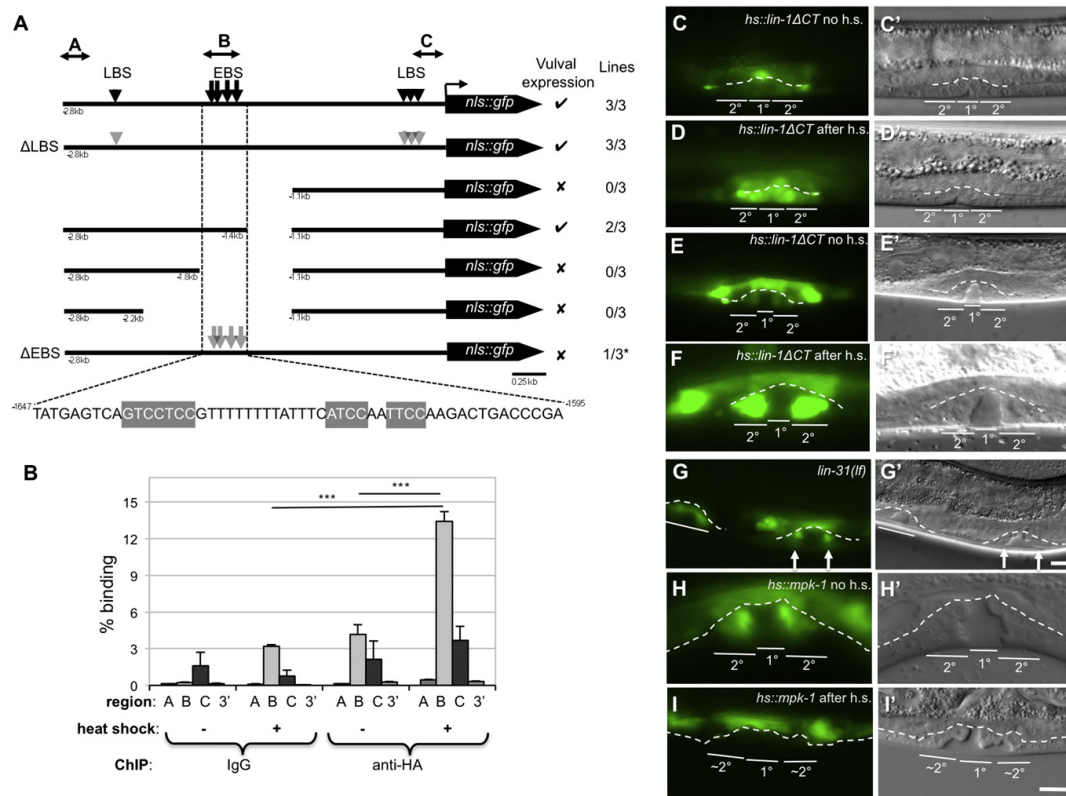 A
A
B
C
LBS
EBS
LBS
Vulval expression
Lines
-2.8kb
nls::gfp
✔
3/3
ΔLBS
-2.8kb
nls::gfp
✔
3/3
-1.1kb
nls::gfp
✘
0/3
-2.8kb
-1.4kb
-1.1kb
nls::gfp
✔
2/3
-2.8kb
-1.8kb
-1.1kb
nls::gfp
✘
0/3
-2.8kb
-2.2kb
-1.1kb
nls::gfp
✘
0/3
ΔEBS
-2.8kb
nls::gfp
✘
1/3*
0.25kb
-1647
-1595
TATGAGTCAGTCCTCCGTTTTTTTTTATTTCATCCAATTCCAAGACTGACCCGA
B
% binding
15
12
9
6
3
0
***
***
region: A B C 3' A B C 3' A B C 3' A B C 3'
heat shock: - + - +
ChIP: IgG anti-HA
C
hs::lin-1ΔCT no h.s.
2° 1° 2°
C'
2° 1° 2°
D
hs::lin-1ΔCT after h.s.
2° 1° 2°
D'
2° 1° 2°
E
hs::lin-1ΔCT no h.s.
2° 1° 2°
E'
2° 1° 2°
F
hs::lin-1ΔCT after h.s.
2° 1° 2°
F'
2° 1° 2°
G
lin-31(lf)
G'
H
hs::mpk-1 no h.s.
2° 1° 2°
H'
2° 1° 2°
I
hs::mpk-1 after h.s.
~2° 1° ~2°
I'
~2° 1° ~2°